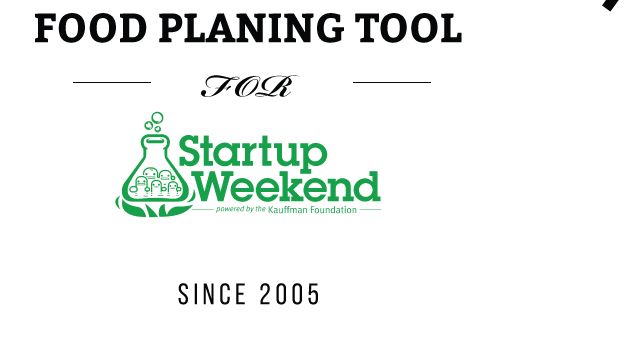 FOOD PLANING TOOL
FOR
Startup
Weekend
powered by the Kauffman Foundation
SINCE 2005